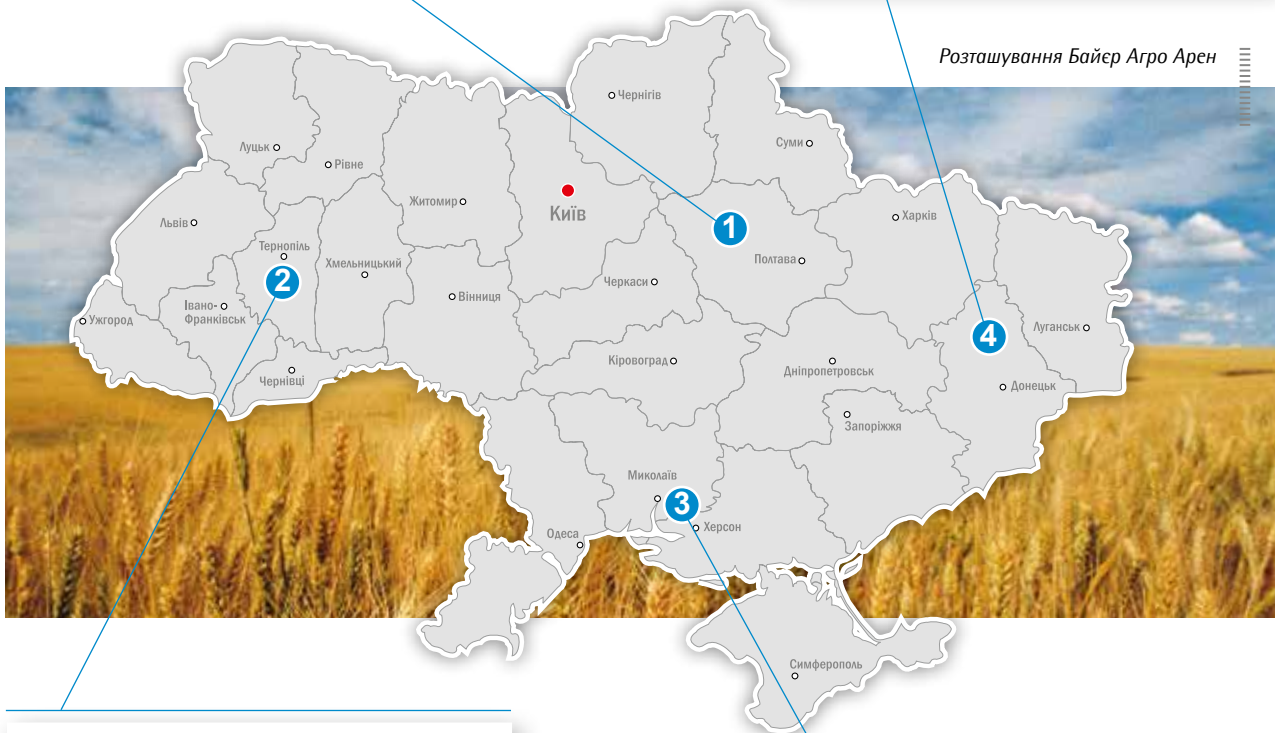 Розташування Байєр Агро Арен
Чернігів
Луцьк
Рівне
Суми
Житомир
Київ
Львів
Харків
1
Тернопіль
Хмельницький
Полтава
2
Черкаси
Вінниця
Івано-
Франківськ
Ужгород
Луганськ
4
Кіровоград
Дніпропетровськ
Чернівці
Донецьк
Запоріжжя
Миколаїв
3
Херсон
Одеса
Симферополь